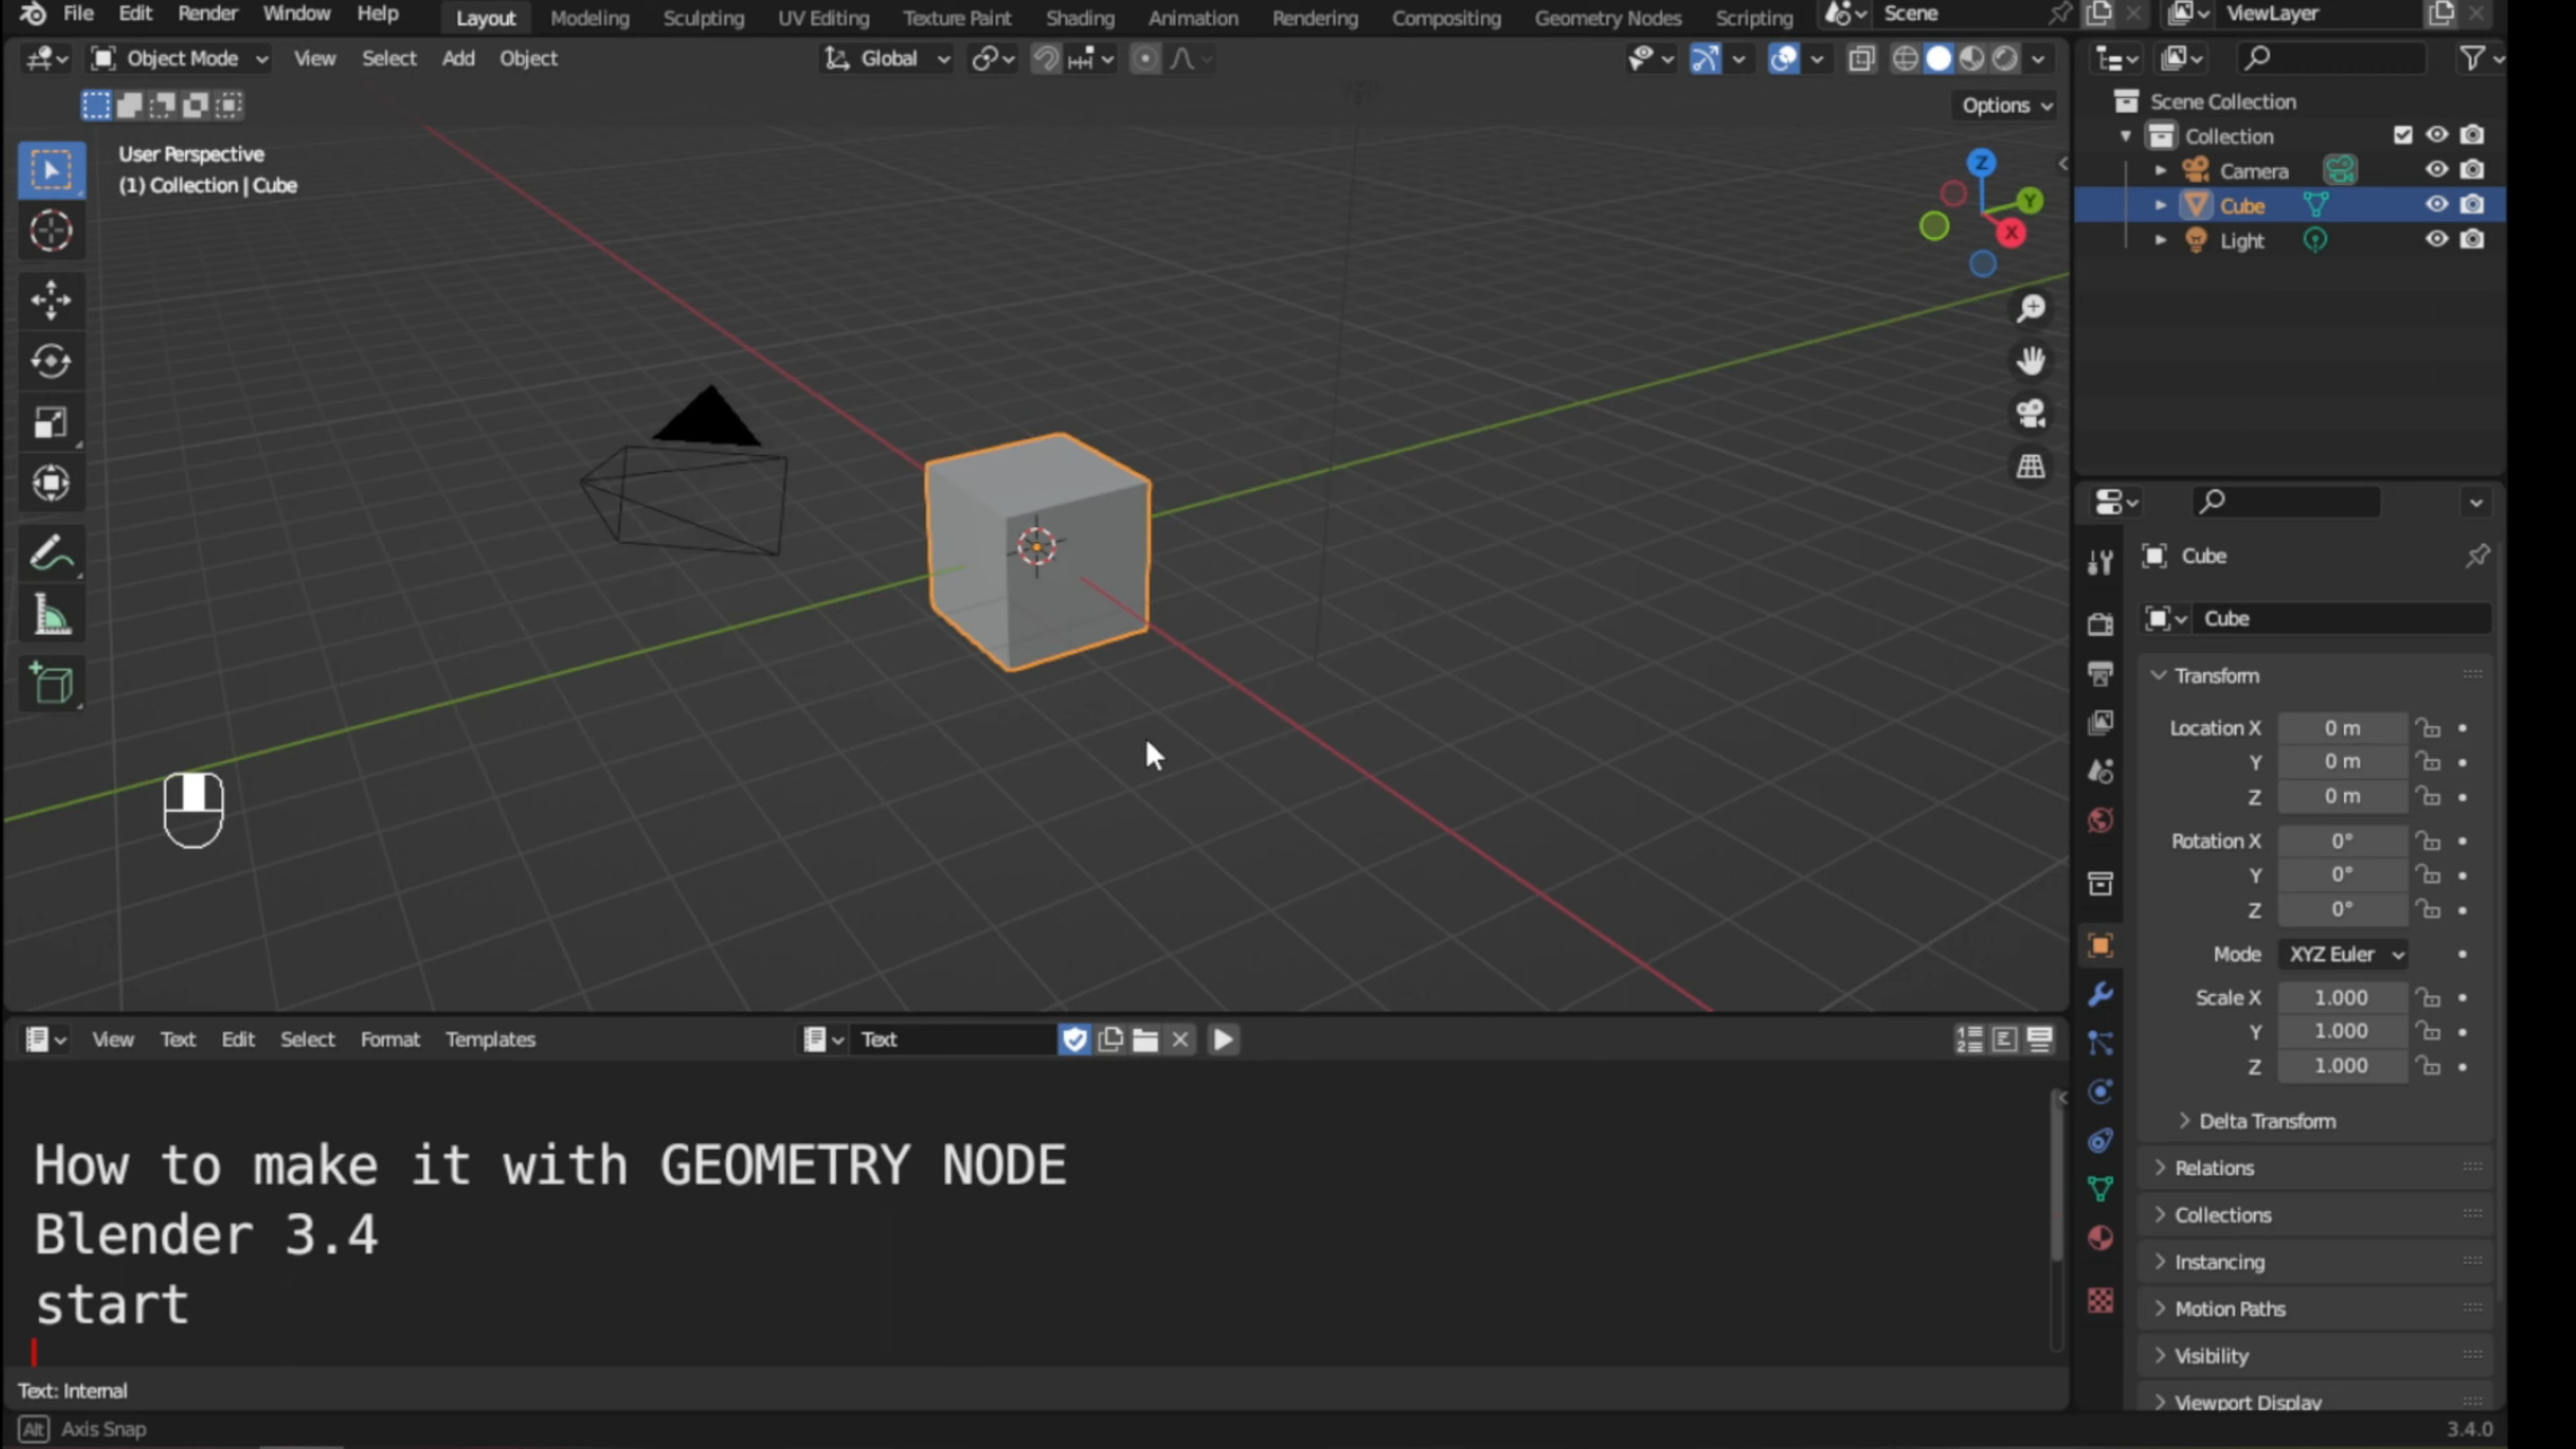 File Edit Render Window Help Layout Modeling Sculpting UV Editing Texture Paint Shading Animation Rendering Compositing Geometry Nodes Scripting Scene ViewLayer
Object Mode View Select Add Object Global
Options
User Perspective
(1) Collection | Cube
Z
Y
X
Scene Collection
Collection
Camera
Cube
Light
Cube
Cube
Transform
Location X 0 m
Y 0 m
Z 0 m
Rotation X 0°
Y 0°
Z 0°
Mode XYZ Euler
Scale X 1.000
Y 1.000
Z 1.000
Delta Transform
Relations
Collections
Instancing
Motion Paths
Visibility
Viewport Display
View Text Edit Select Format Templates Text
How to make it with GEOMETRY NODE
Blender 3.4
start
Text: Internal
Alt Axis Snap
3.4.0